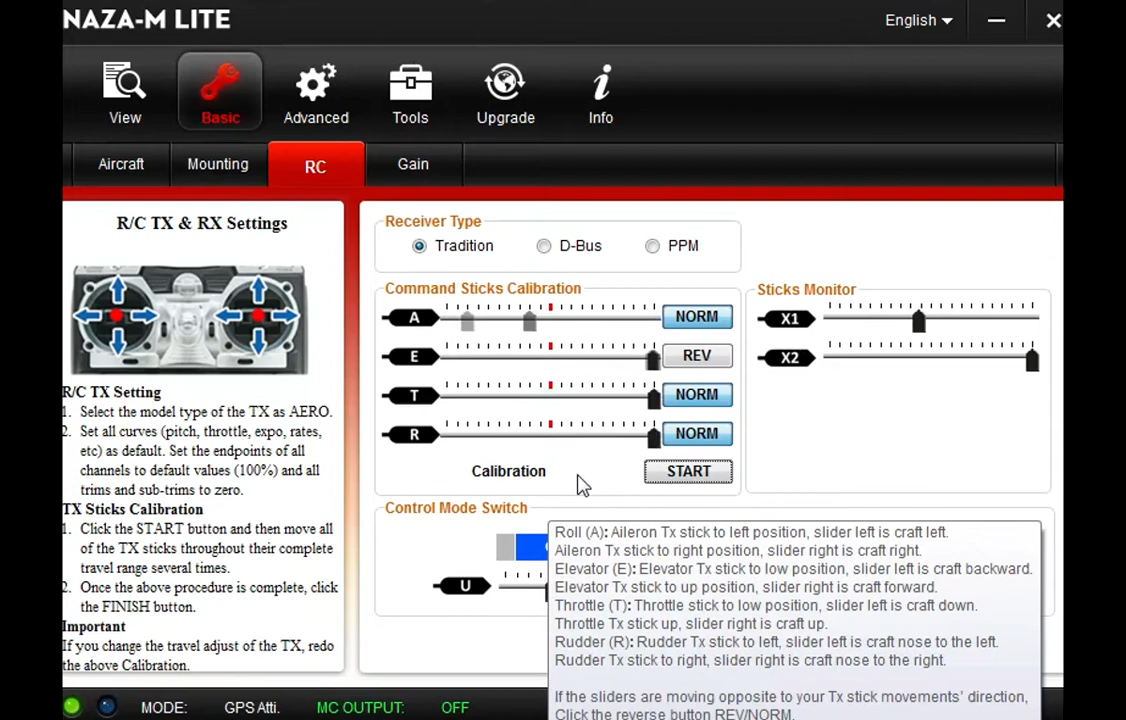 NAZA-M LITE
English
View
Basic
Advanced
Tools
Upgrade
Info
Aircraft
Mounting
RC
Gain
R/C TX & RX Settings
R/C TX Setting
1. Select the model type of the TX as AERO.
2. Set all curves (pitch, throttle, expo, rates,
etc) as default. Set the endpoints of all
channels to default values (100%) and all
trims and sub-trims to zero.
TX Sticks Calibration
1. Click the START button and then move all
of the TX sticks throughout their complete
travel range several times.
2. Once the above procedure is complete, click
the FINISH button.
Important
If you change the travel adjust of the TX, redo
the above Calibration.
Receiver Type
Tradition
D-Bus
PPM
Command Sticks Calibration
A
NORM
E
REV
T
NORM
R
NORM
Calibration
START
Sticks Monitor
X1
X2
Control Mode Switch
U
Roll (A): Aileron Tx stick to left position, slider left is craft left.
Aileron Tx stick to right position, slider right is craft right.
Elevator (E): Elevator Tx stick to low position, slider left is craft backward.
Elevator Tx stick to up position, slider right is craft forward.
Throttle (T): Throttle stick to low position, slider left is craft down.
Throttle Tx stick up, slider right is craft up.
Rudder (R): Rudder Tx stick to left, slider left is craft nose to the left.
Rudder Tx stick to right, slider right is craft nose to the right.
If the sliders are moving opposite to your Tx stick movements' direction,
Click the reverse button REV/NORM.
MODE:
GPS Atti.
MC OUTPUT:
OFF